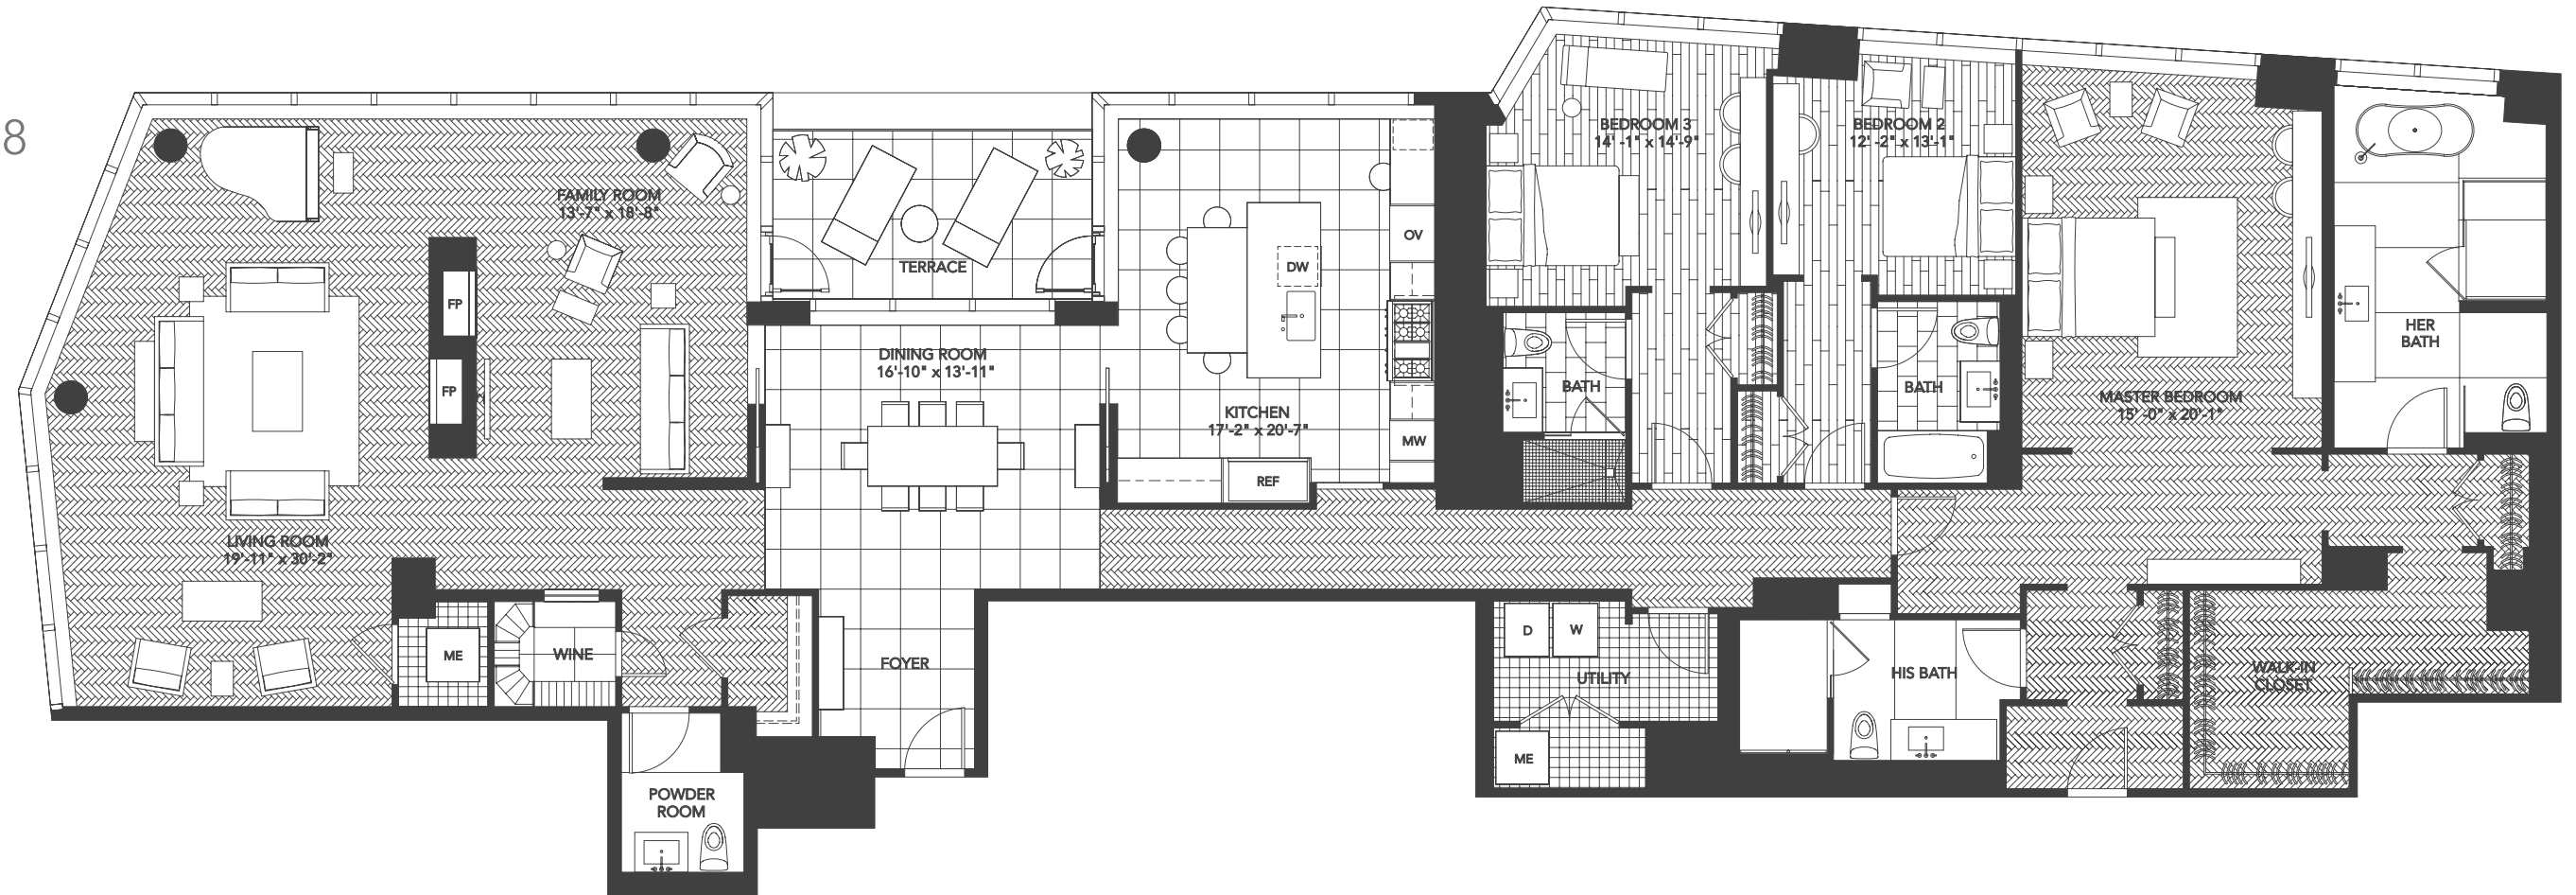 8
BEDROOM 3
14' -1" x 14'-9"
BEDROOM 2
12' -2" x 13'-1"
FAMILY ROOM
13'-7" x 18'-8"
TERRACE
OV
DW
FP
FP
DINING ROOM
16'-10" x 13'-11"
KITCHEN
17'-2" x 20'-7"
MW
REF
BATH
BATH
HER
BATH
MASTER BEDROOM
15' -0" x 20'-1"
LIVING ROOM
19'-11" x 30'-2"
ME
WINE
FOYER
D
W
UTILITY
ME
HIS BATH
WALK-IN
CLOSET
POWDER
ROOM